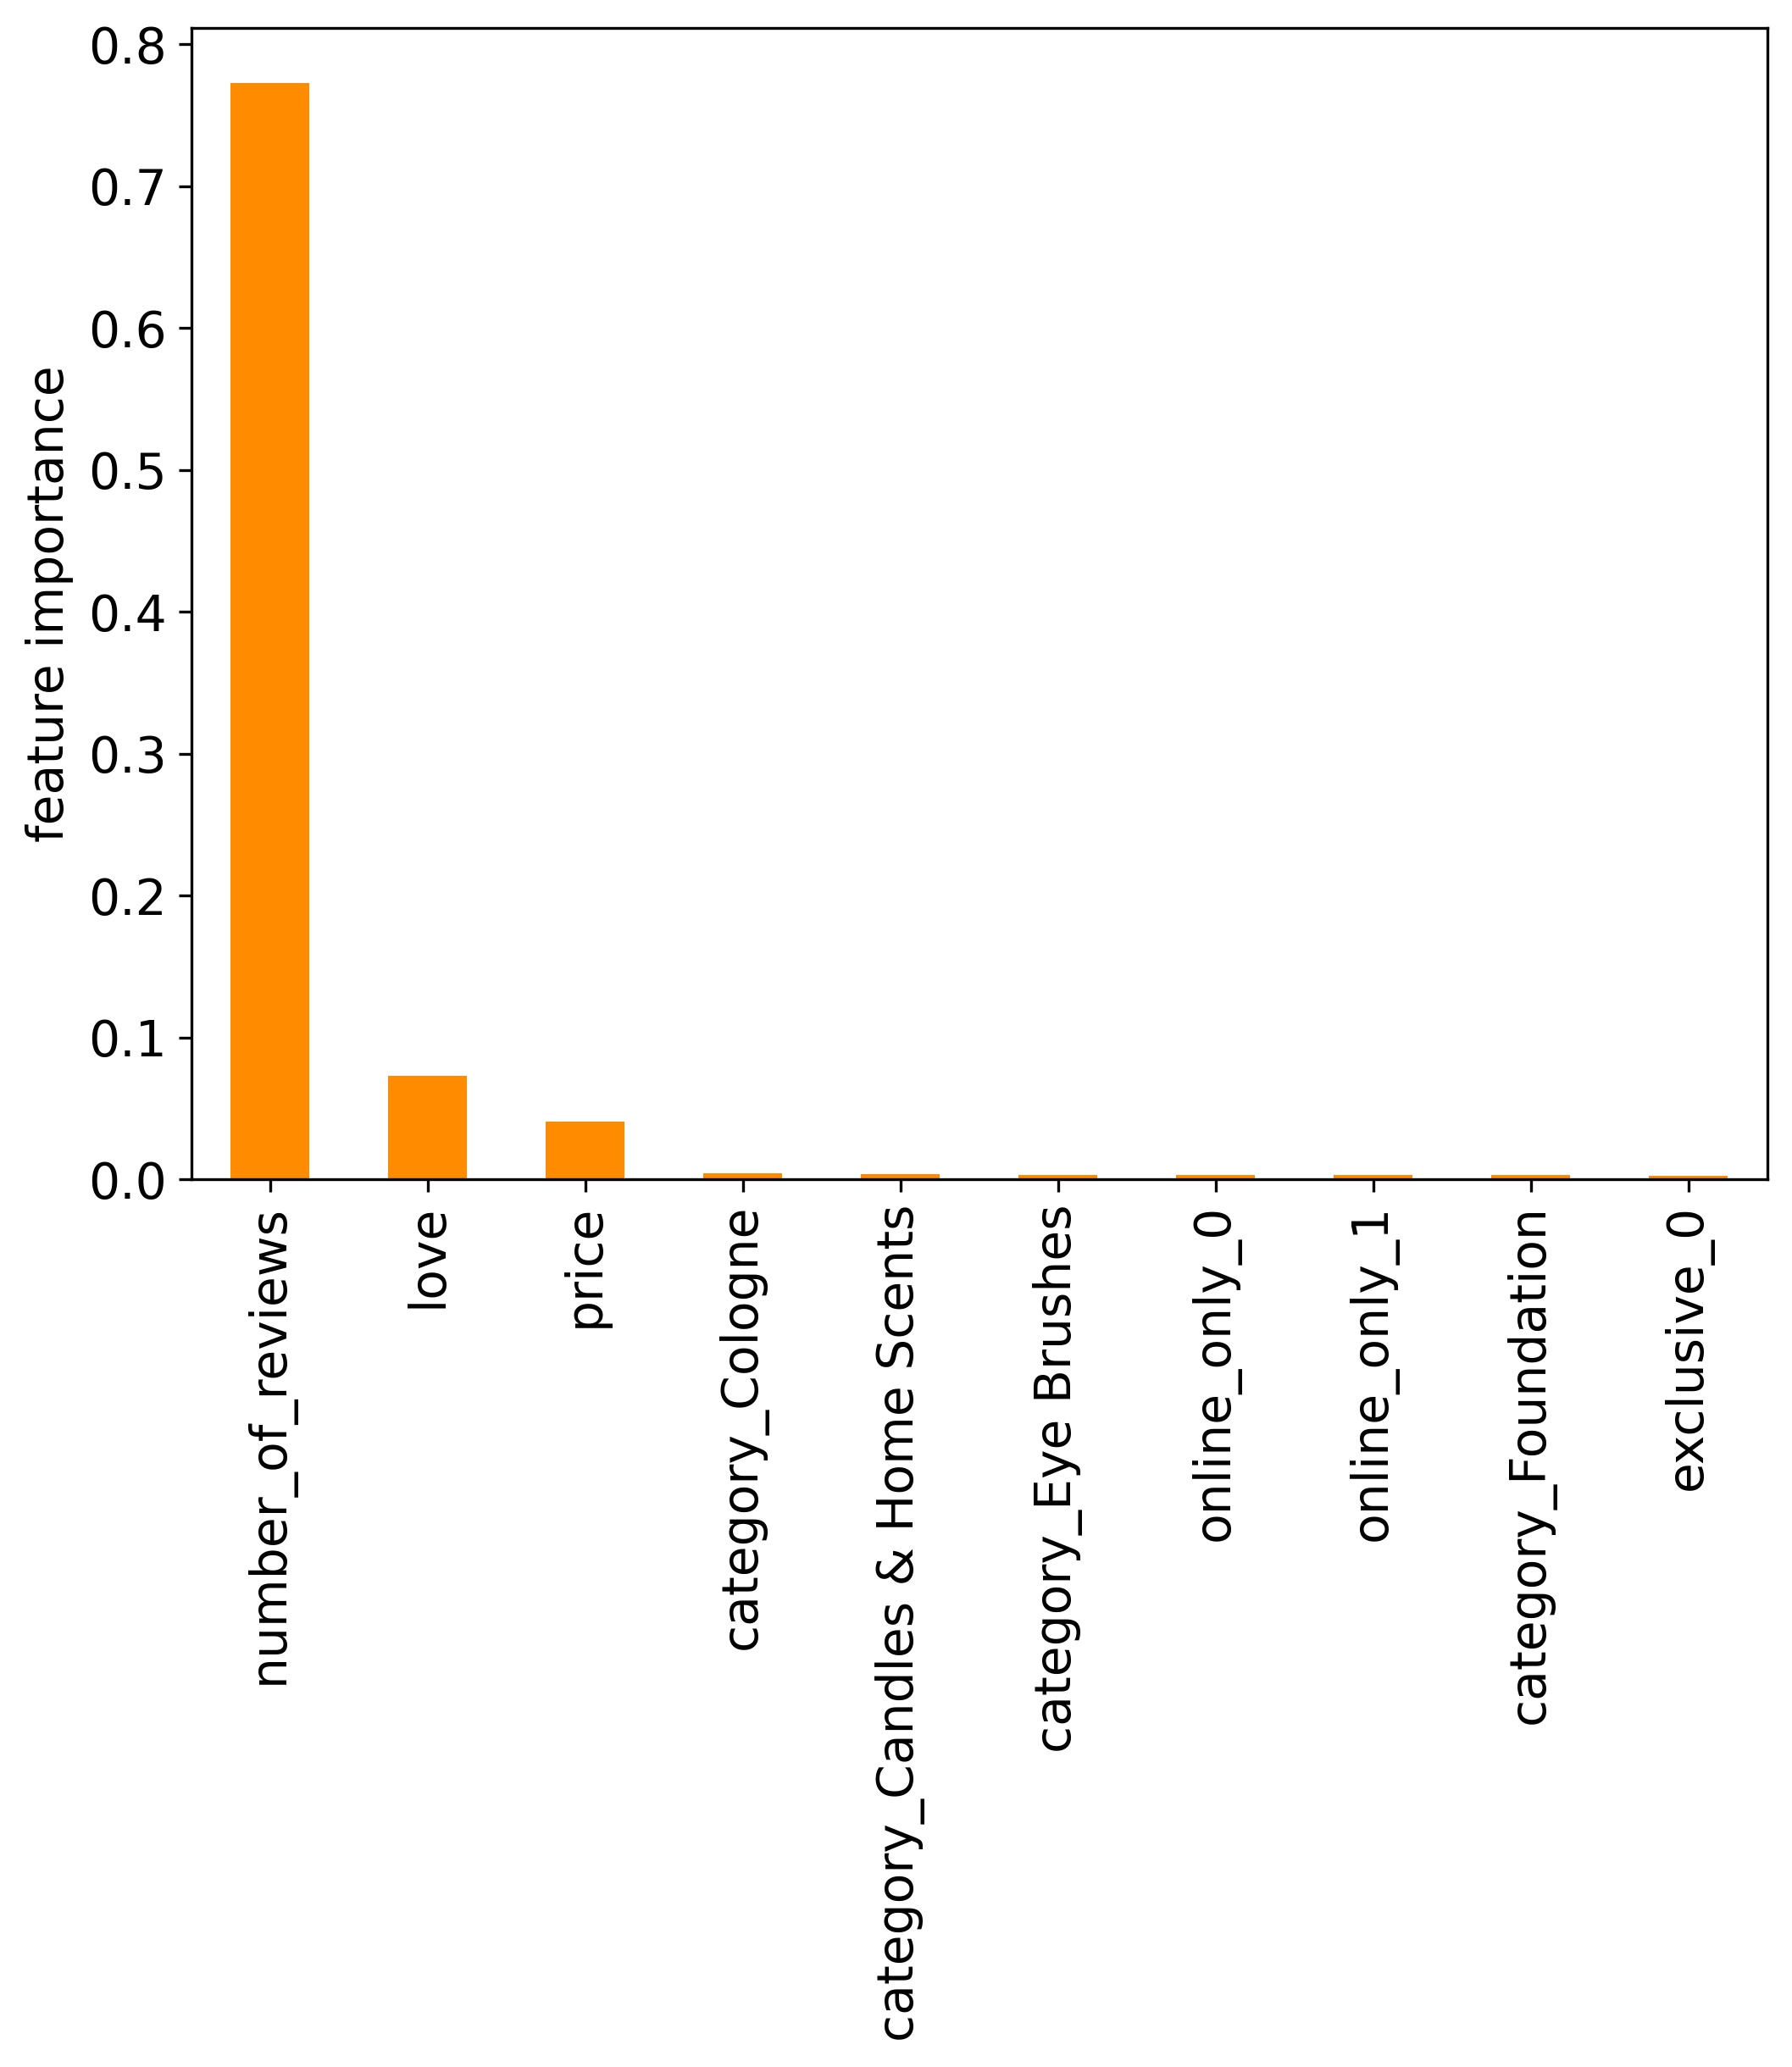 0.8
0.7
0.6
0.5
0.4
0.3
0.2
0.1
0.0
feature importance
number_of_reviews
love
price
category_Cologne
category_Candles & Home Scents
category_Eye Brushes
online_only_0
online_only_1
category_Foundation
exclusive_0